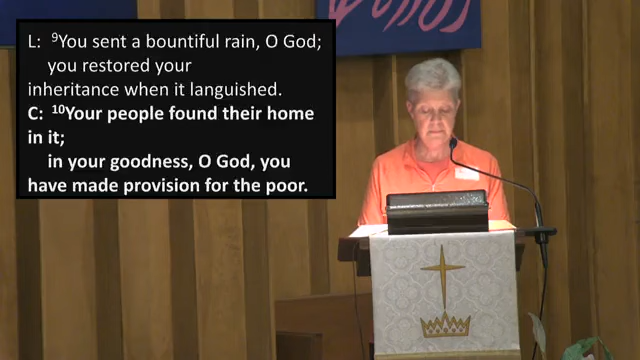 L: ⁹You sent a bountiful rain, O God;
you restored your
inheritance when it languished.
C: ¹⁰Your people found their home
in it;
in your goodness, O God, you
have made provision for the poor.